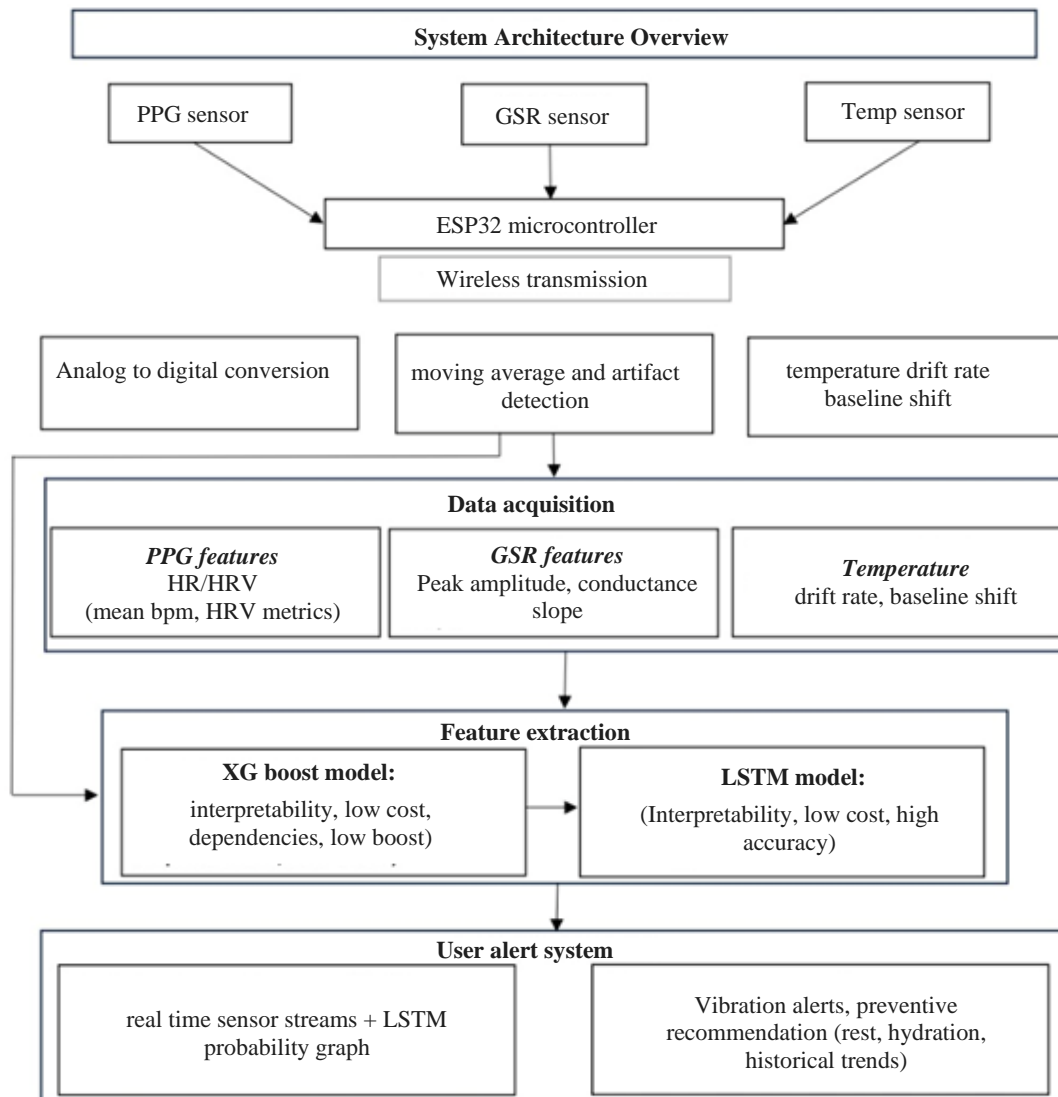 System Architecture Overview
PPG sensor
GSR sensor
Temp sensor
ESP32 microcontroller
Wireless transmission
Analog to digital conversion
moving average and artifact
detection
temperature drift rate
baseline shift
Data acquisition
PPG features
HR/HRV
(mean bpm, HRV metrics)
GSR features
Peak amplitude, conductance
slope
Temperature
drift rate, baseline shift
Feature extraction
XG boost model:
interpretability, low cost,
dependencies, low boost)
LSTM model:
(Interpretability, low cost, high
accuracy)
User alert system
real time sensor streams + LSTM
probability graph
Vibration alerts, preventive
recommendation (rest, hydration,
historical trends)